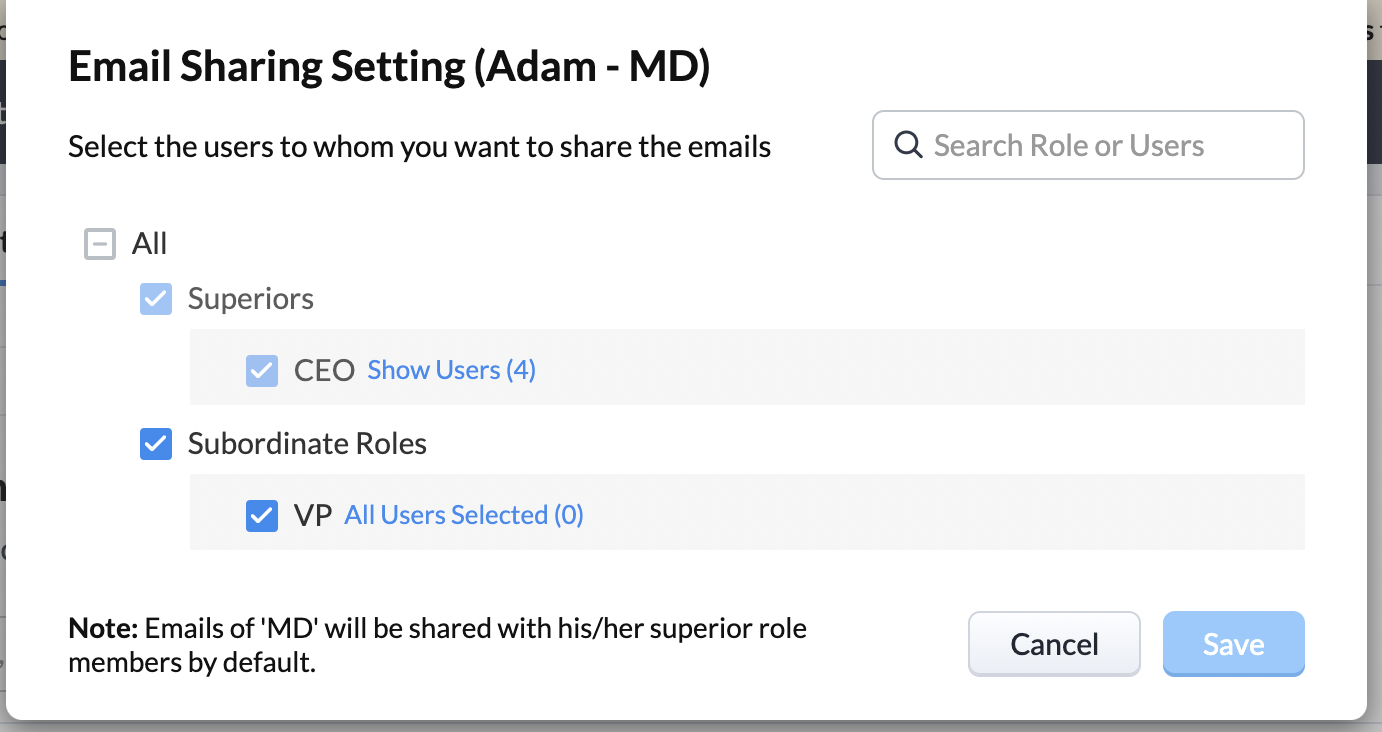 Email Sharing Setting (Adam - MD)
Select the users to whom you want to share the emails
Search Role or Users
All
Superiors
CEO Show Users (4)
Subordinate Roles
VP All Users Selected (0)
Note: Emails of 'MD' will be shared with his/her superior role
members by default.
Cancel
Save